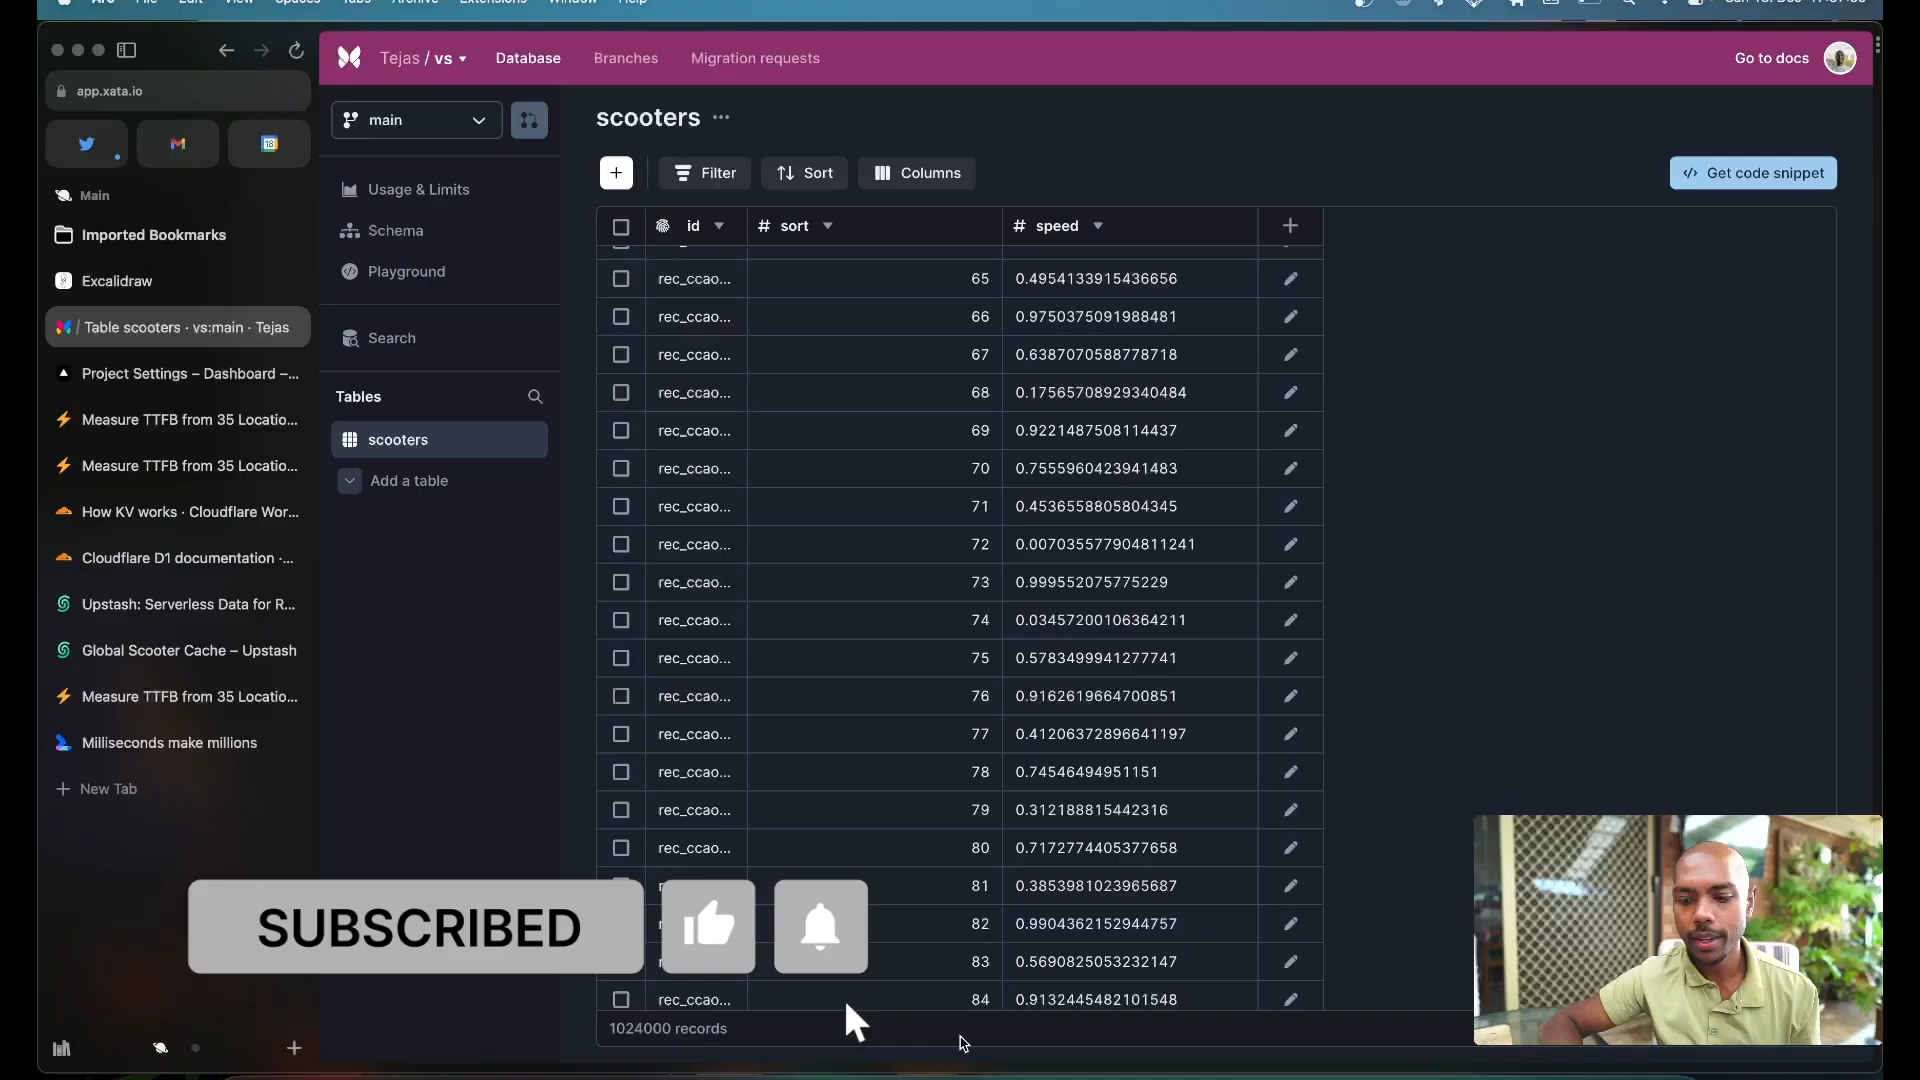 Tejas / vs
Database
Branches
Migration requests
Go to docs
app.xata.io
main
scooters
18
Filter
Sort
Columns
Get code snippet
Main
Usage & Limits
Imported Bookmarks
id
sort
speed
Schema
Playground
Excalidraw
Table scooters · vs:main · Tejas
Search
Project Settings – Dashboard –...
Tables
Measure TTFB from 35 Locatio...
scooters
Measure TTFB from 35 Locatio...
Add a table
How KV works · Cloudflare Wor...
Cloudflare D1 documentation ·...
Upstash: Serverless Data for R...
Global Scooter Cache – Upstash
Measure TTFB from 35 Locatio...
Milliseconds make millions
New Tab
rec_ccao... 65 0.4954133915436656
rec_ccao... 66 0.9750375091988481
rec_ccao... 67 0.6387070588778718
rec_ccao... 68 0.17565708929340484
rec_ccao... 69 0.9221487508114437
rec_ccao... 70 0.7555960423941483
rec_ccao... 71 0.4536558805804345
rec_ccao... 72 0.007035577904811241
rec_ccao... 73 0.999552075775229
rec_ccao... 74 0.03457200106364211
rec_ccao... 75 0.5783499941277741
rec_ccao... 76 0.9162619664700851
rec_ccao... 77 0.41206372896641197
rec_ccao... 78 0.74546494951151
rec_ccao... 79 0.312188815442316
rec_ccao... 80 0.7172774405377658
81 0.3853981023965687
82 0.9904362152944757
83 0.5690825053232147
rec_ccao... 84 0.9132445482101548
1024000 records
SUBSCRIBED